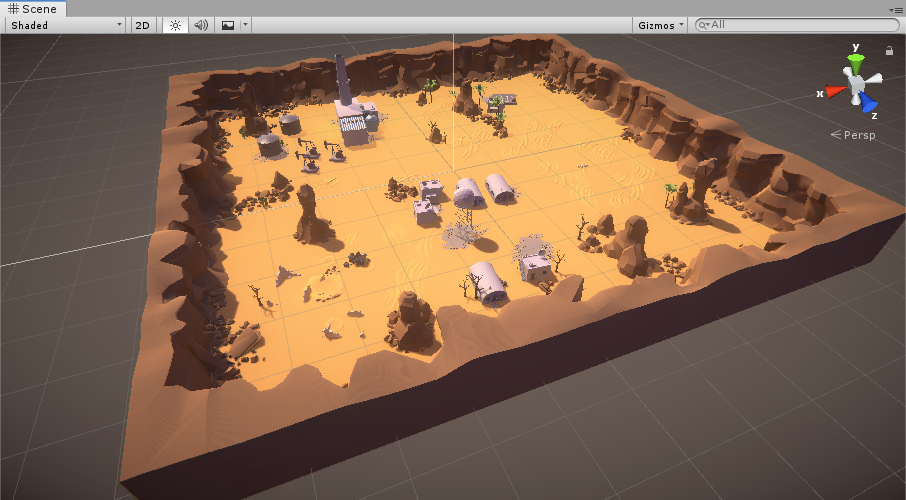 Scene
Shaded 2D Gizmos All
y
x
z
Persp